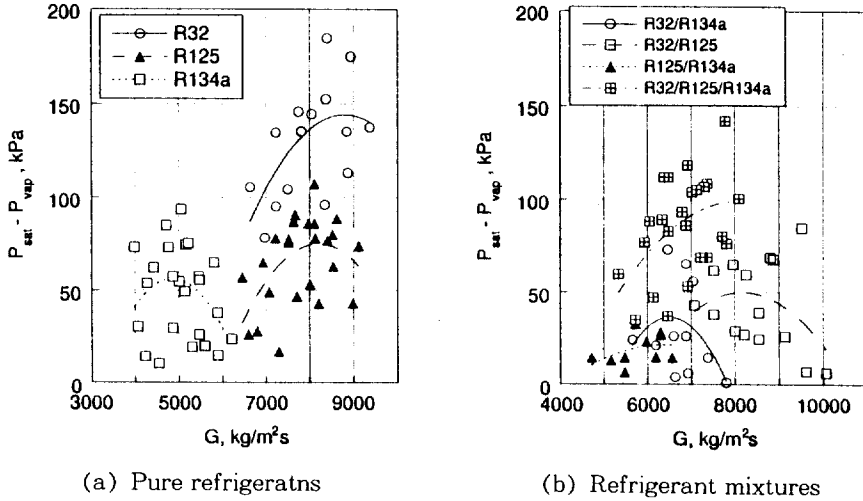 200
150
100
50
0
P_sat - P_vap , kPa
R32
R125
R134a
3000 5000 7000 9000
G, kg/m²s
(a) Pure refrigeratns
200
150
100
50
0
P_sat - P_vap , kPa
R32/R134a
R32/R125
R125/R134a
R32/R125/R134a
4000 6000 8000 10000
G, kg/m²s
(b) Refrigerant mixtures